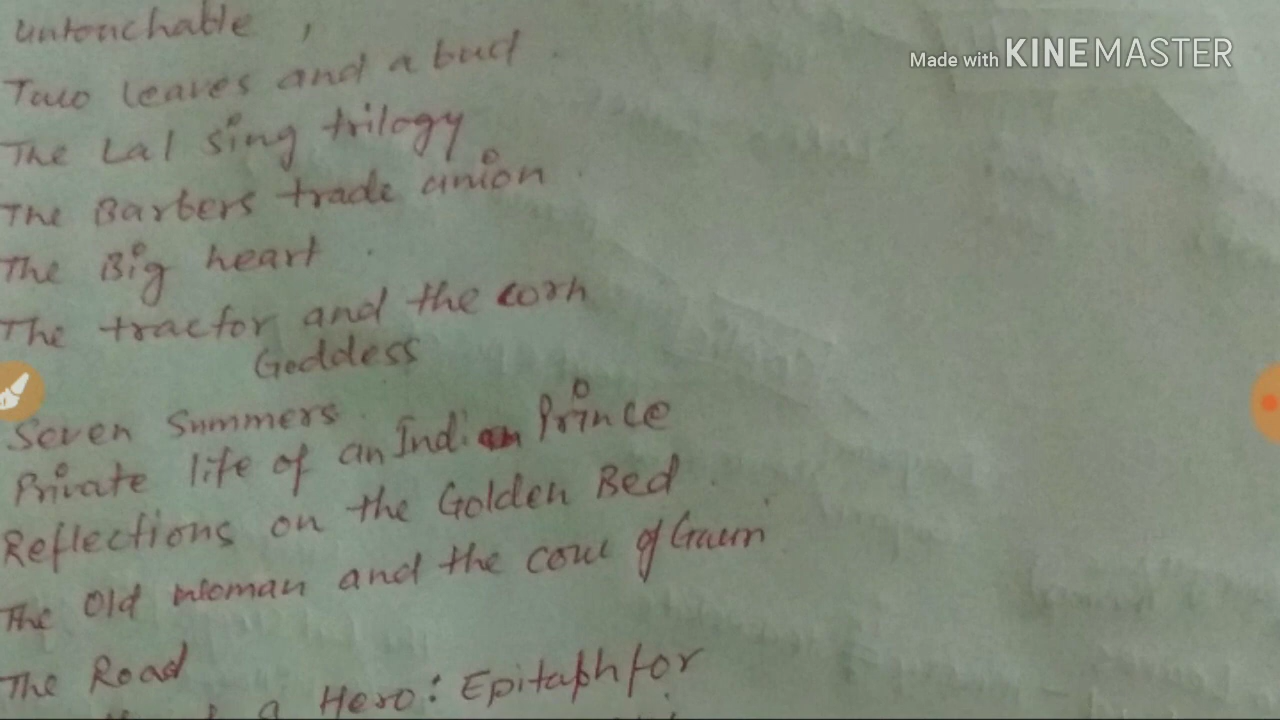 untouchable ,
Two leaves and a bud .
The Lal sing trilogy
The Barbers trade union .
The Big heart .
The tractor and the corn
Goddess
Seven Summers .
Private life of an Indian Prince
Reflections on the Golden Bed .
The Old woman and the cow of Gauri
The Road
a Hero: Epitaph for
Made with KINEMASTER